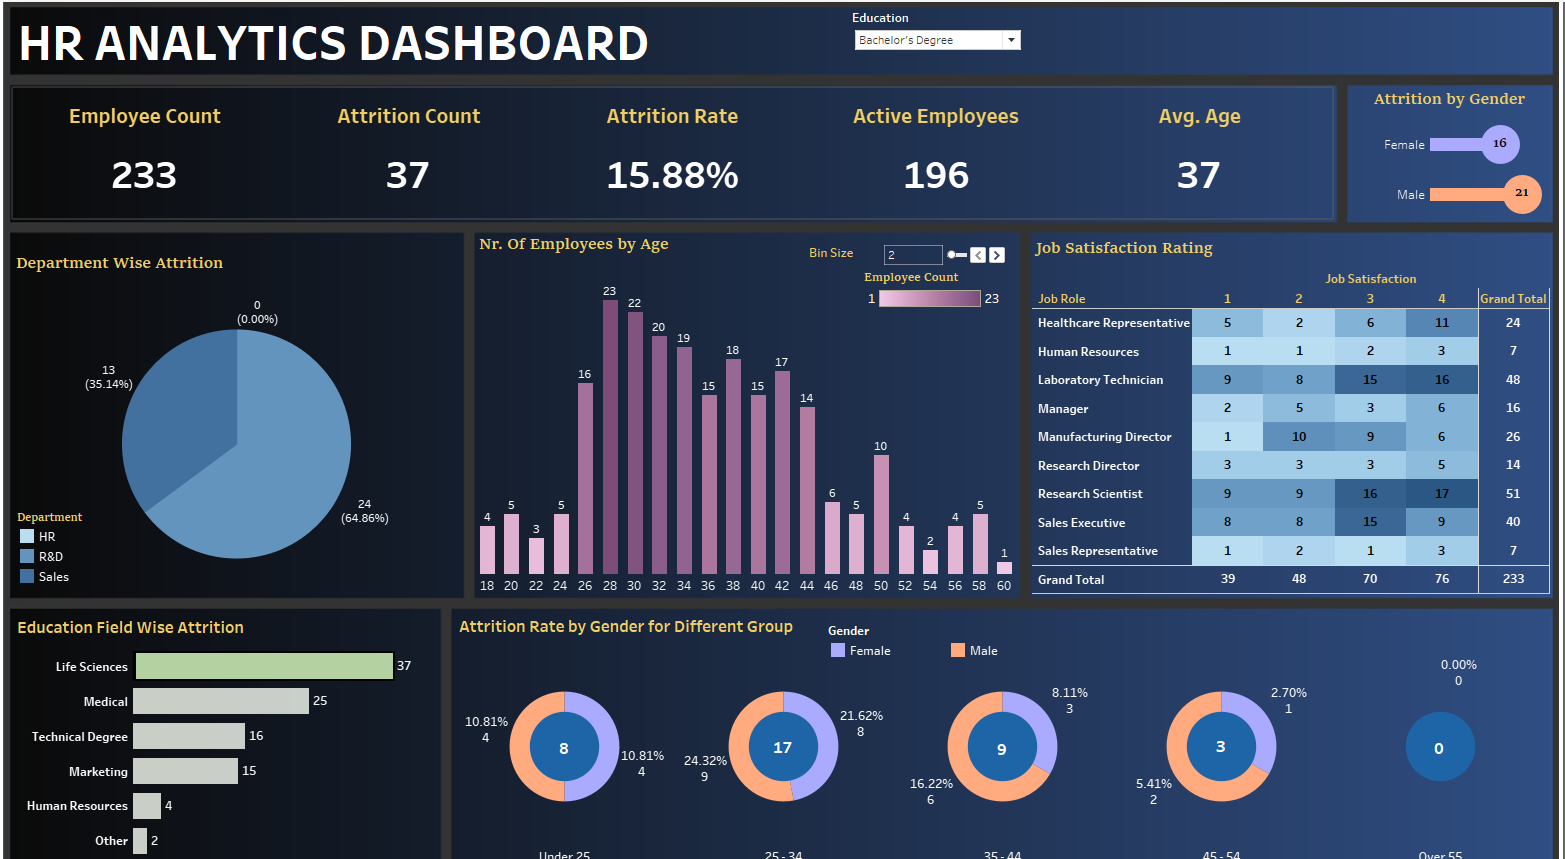 HR ANALYTICS DASHBOARD
Education
Bachelor's Degree
Employee Count
233
Attrition Count
37
Attrition Rate
15.88%
Active Employees
196
Avg. Age
37
Attrition by Gender
Female 16
Male 21
Department Wise Attrition
0
(0.00%)
13
(35.14%)
24
(64.86%)
Department
HR
R&D
Sales
Nr. Of Employees by Age
Bin Size 2
Employee Count
1 23
4 5 3 5 16 23 22 20 19 15 18 15 17 14 6 5 10 4 2 4 5 1
18 20 22 24 26 28 30 32 34 36 38 40 42 44 46 48 50 52 54 56 58 60
Job Satisfaction Rating
Job Satisfaction
Job Role 1 2 3 4 Grand Total
Healthcare Representative 5 2 6 11 24
Human Resources 1 1 2 3 7
Laboratory Technician 9 8 15 16 48
Manager 2 5 3 6 16
Manufacturing Director 1 10 9 6 26
Research Director 3 3 3 5 14
Research Scientist 9 9 16 17 51
Sales Executive 8 8 15 9 40
Sales Representative 1 2 1 3 7
Grand Total 39 48 70 76 233
Education Field Wise Attrition
Life Sciences 37
Medical 25
Technical Degree 16
Marketing 15
Human Resources 4
Other 2
Attrition Rate by Gender for Different Group
Gender
Female Male
10.81%
4
8
10.81%
4
24.32%
9
17
21.62%
8
16.22%
6
9
8.11%
3
5.41%
2
3
2.70%
1
0.00%
0
0
Under 25 25 - 34 35 - 44 45 - 54 Over 55